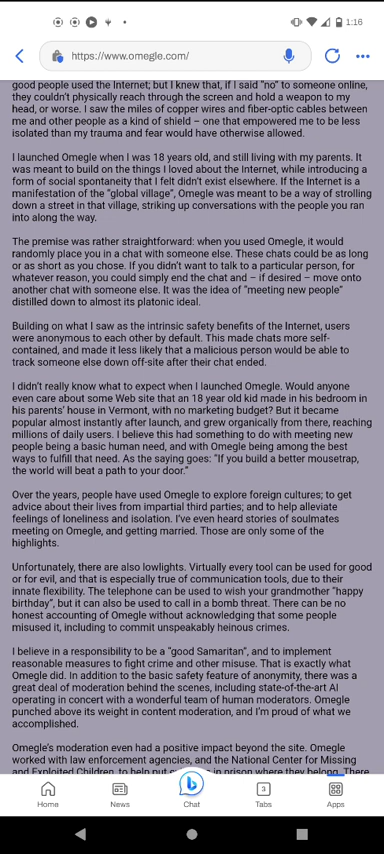 1:16
https://www.omegle.com/
good people used the Internet; but I knew that, if I said "no" to someone online,
they couldn't physically reach through the screen and hold a weapon to my
head, or worse. I saw the miles of copper wires and fiber-optic cables between
me and other people as a kind of shield – one that empowered me to be less
isolated than my trauma and fear would have otherwise allowed.
I launched Omegle when I was 18 years old, and still living with my parents. It
was meant to build on the things I loved about the Internet, while introducing a
form of social spontaneity that I felt didn't exist elsewhere. If the Internet is a
manifestation of the "global village", Omegle was meant to be a way of strolling
down a street in that village, striking up conversations with the people you ran
into along the way.
The premise was rather straightforward: when you used Omegle, it would
randomly place you in a chat with someone else. These chats could be as long
or as short as you chose. If you didn't want to talk to a particular person, for
whatever reason, you could simply end the chat and – if desired – move onto
another chat with someone else. It was the idea of "meeting new people"
distilled down to almost its platonic ideal.
Building on what I saw as the intrinsic safety benefits of the Internet, users
were anonymous to each other by default. This made chats more self-
contained, and made it less likely that a malicious person would be able to
track someone else down off-site after their chat ended.
I didn't really know what to expect when I launched Omegle. Would anyone
even care about some Web site that an 18 year old kid made in his bedroom in
his parents' house in Vermont, with no marketing budget? But it became
popular almost instantly after launch, and grew organically from there, reaching
millions of daily users. I believe this had something to do with meeting new
people being a basic human need, and with Omegle being among the best
ways to fulfill that need. As the saying goes: "If you build a better mousetrap,
the world will beat a path to your door."
Over the years, people have used Omegle to explore foreign cultures; to get
advice about their lives from impartial third parties; and to help alleviate
feelings of loneliness and isolation. I've even heard stories of soulmates
meeting on Omegle, and getting married. Those are only some of the
highlights.
Unfortunately, there are also lowlights. Virtually every tool can be used for good
or for evil, and that is especially true of communication tools, due to their
innate flexibility. The telephone can be used to wish your grandmother "happy
birthday", but it can also be used to call in a bomb threat. There can be no
honest accounting of Omegle without acknowledging that some people
misused it, including to commit unspeakably heinous crimes.
I believe in a responsibility to be a "good Samaritan", and to implement
reasonable measures to fight crime and other misuse. That is exactly what
Omegle did. In addition to the basic safety feature of anonymity, there was a
great deal of moderation behind the scenes, including state-of-the-art AI
operating in concert with a wonderful team of human moderators. Omegle
punched above its weight in content moderation, and I'm proud of what we
accomplished.
Omegle's moderation even had a positive impact beyond the site. Omegle
worked with law enforcement agencies, and the National Center for Missing
and Exploited Children, to help put in prison where they belong. There
3
Home News Chat Tabs Apps